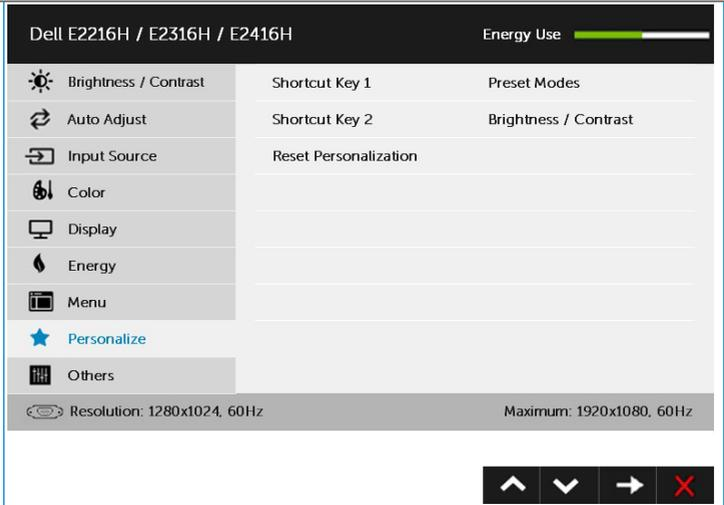 Dell E2216H / E2316H / E2416H Energy Use
Brightness / Contrast Shortcut Key 1 Preset Modes
Auto Adjust Shortcut Key 2 Brightness / Contrast
Input Source Reset Personalization
Color
Display
Energy
Menu
Personalize
Others
Resolution: 1280x1024, 60Hz Maximum: 1920x1080, 60Hz